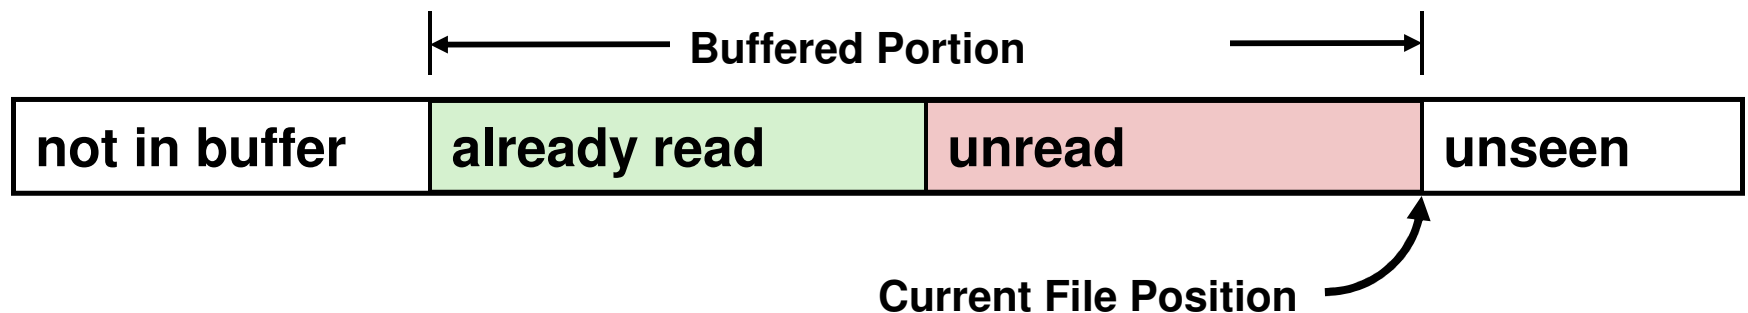 Buffered Portion
not in buffer
already read
unread
unseen
Current File Position